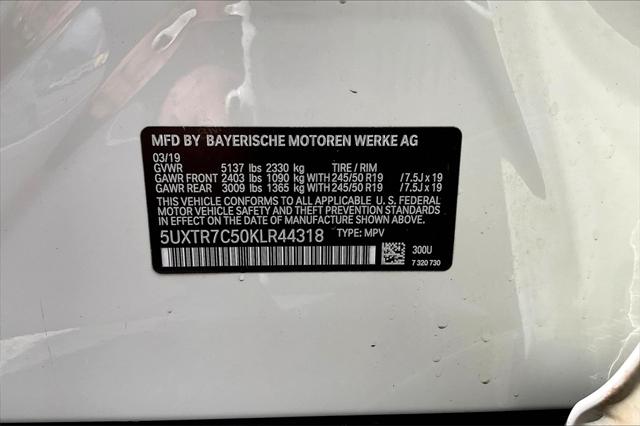 MFD BY BAYERISCHE MOTOREN WERKE AG
03/19
GVWR 5137 lbs 2330 kg TIRE / RIM
GAWR FRONT 2403 lbs 1090 kg WITH 245/50 R19 / 7.5J x 19
GAWR REAR 3009 lbs 1365 kg WITH 245/50 R19 / 7.5J x 19
THIS VEHICLE CONFORMS TO ALL APPLICABLE U.S. FEDERAL
MOTOR VEHICLE SAFETY AND THEFT PREVENTION STANDARDS
IN EFFECT ON THE DATE OF MANUFACTURE SHOWN ABOVE.
5UXTR7C50KLR44318 TYPE: MPV
300U
7 320 730